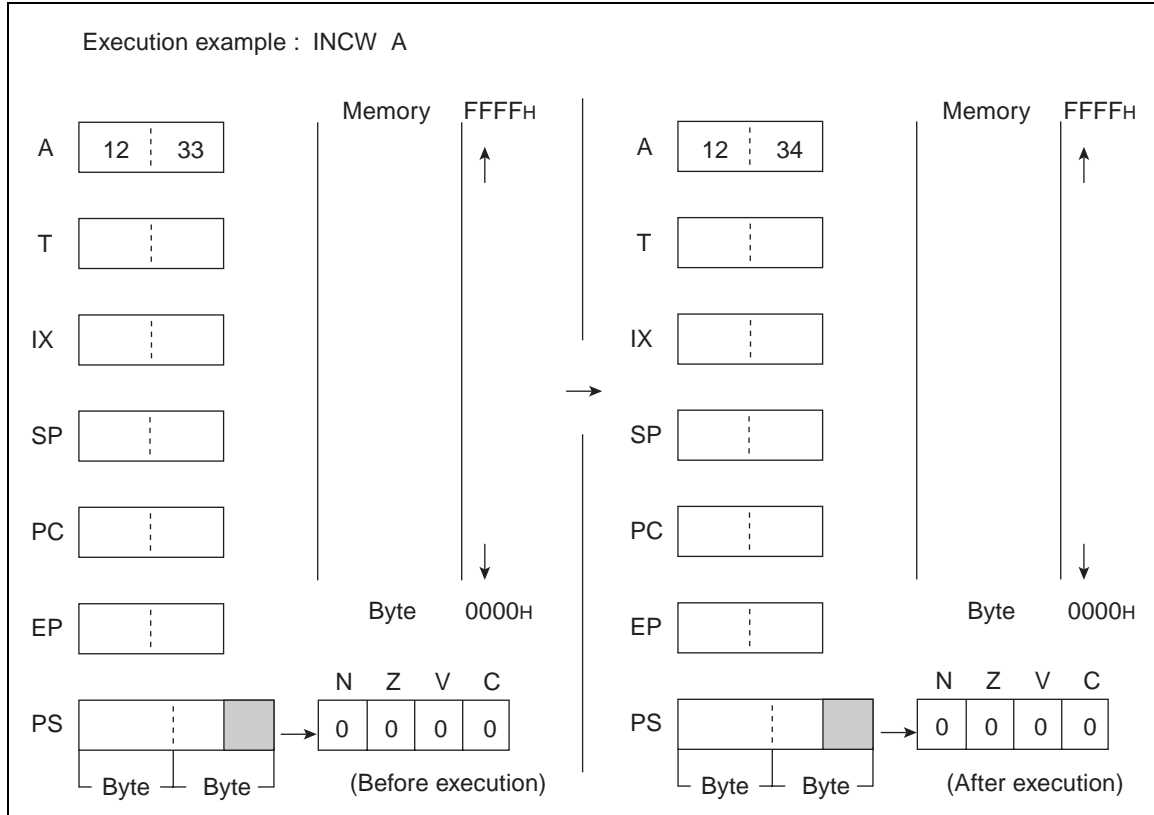 Execution example : INCW A
Memory FFFFH
A 12 33
T
IX
SP
PC
EP
Byte 0000H
N Z V C
PS 0 0 0 0
Byte Byte
(Before execution)
Memory FFFFH
A 12 34
T
IX
SP
PC
EP
Byte 0000H
N Z V C
PS 0 0 0 0
Byte Byte
(After execution)